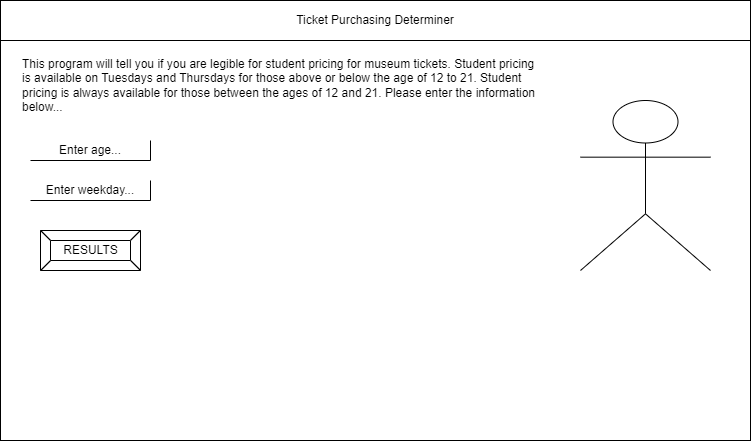 Ticket Purchasing Determiner
This program will tell you if you are legible for student pricing for museum tickets. Student pricing
is available on Tuesdays and Thursdays for those above or below the age of 12 to 21. Student
pricing is always available for those between the ages of 12 and 21. Please enter the information
below...
Enter age...
Enter weekday...
RESULTS